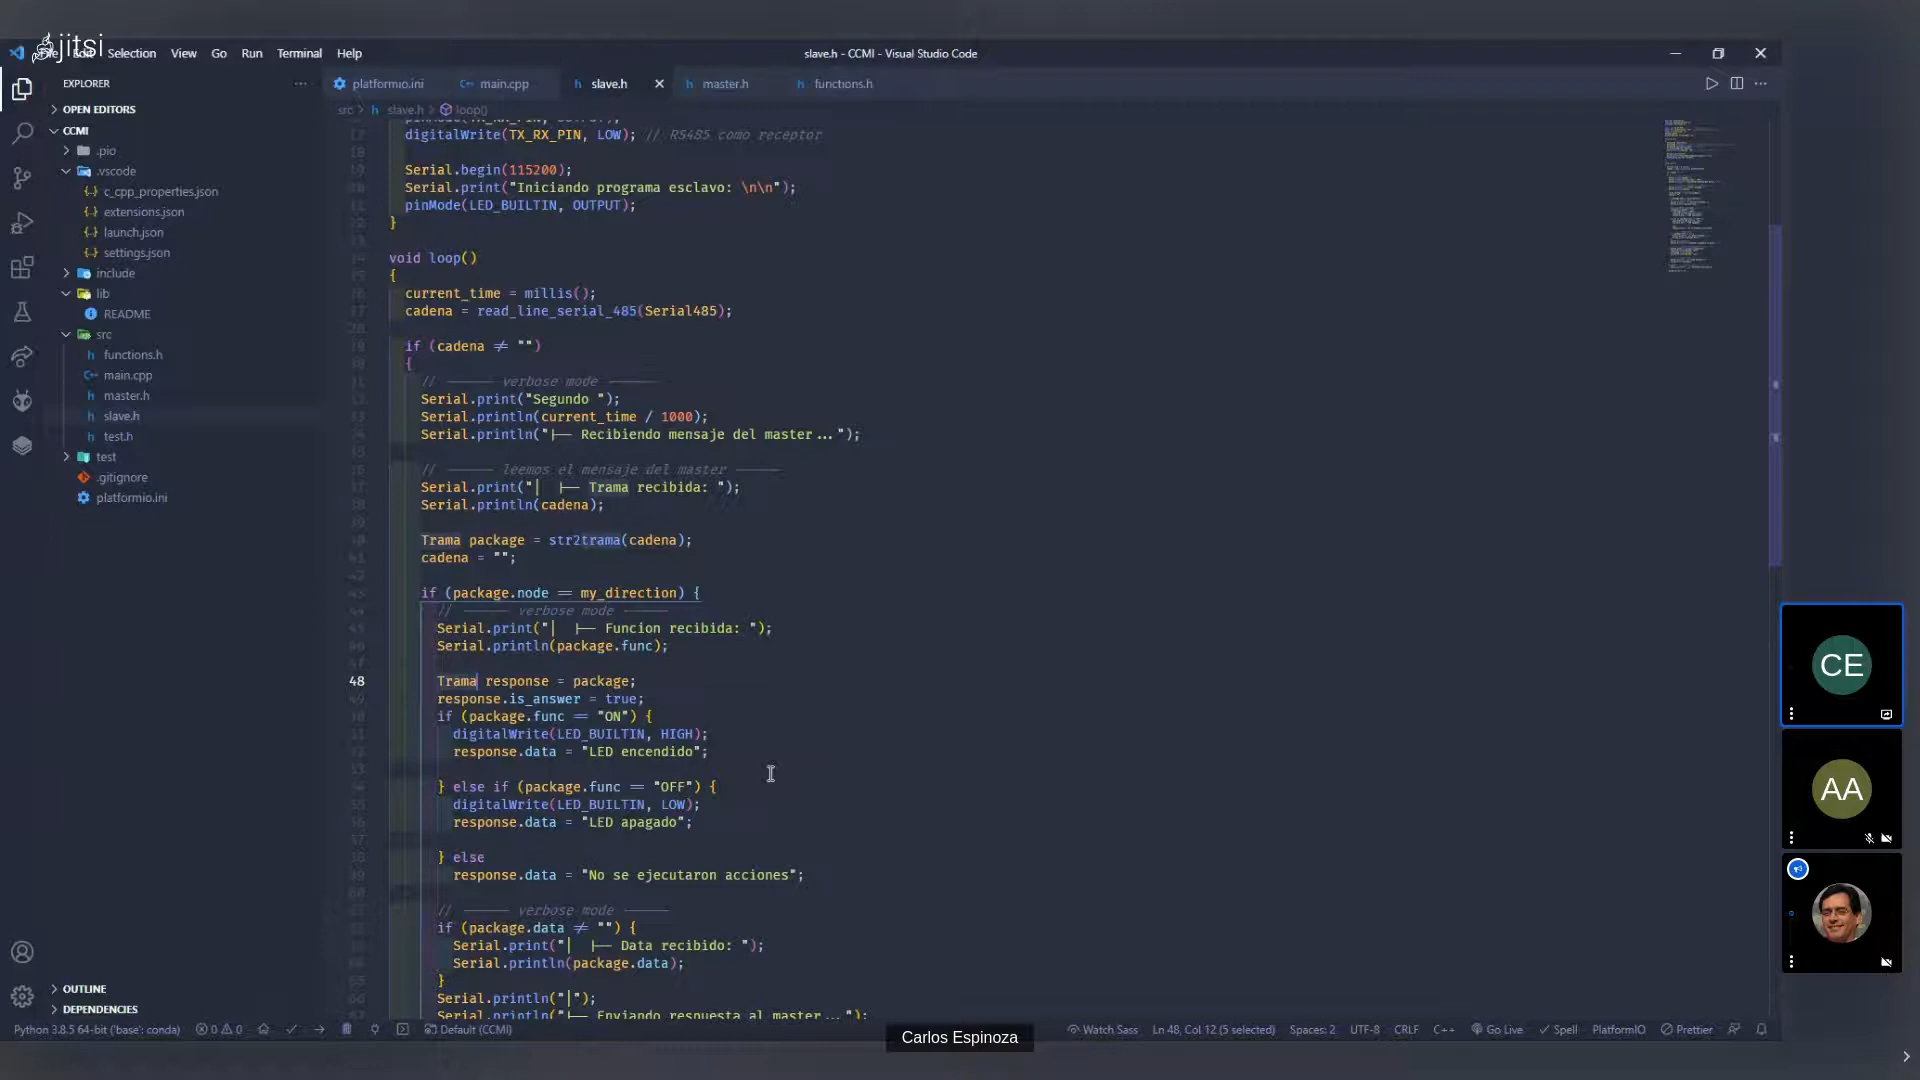 jitsi
File Edit Selection View Go Run Terminal Help
slave.h - CCMI - Visual Studio Code
EXPLORER
platformio.ini
main.cpp
slave.h
master.h
functions.h
OPEN EDITORS
src > slave.h > loop()
CCMI
.pio
.vscode
c_cpp_properties.json
extensions.json
launch.json
settings.json
include
lib
README
src
functions.h
main.cpp
master.h
slave.h
test.h
test
.gitignore
platformio.ini
OUTLINE
DEPENDENCIES
digitalWrite(TX_RX_PIN, LOW); // RS485 como receptor
Serial.begin(115200);
Serial.print("Iniciando programa esclavo: \n\n");
pinMode(LED_BUILTIN, OUTPUT);
}
void loop()
{
current_time = millis();
cadena = read_line_serial_485(Serial485);
if (cadena ≠ "")
{
// ------ verbose mode ------
Serial.print("Segundo ");
Serial.println(current_time / 1000);
Serial.println("├── Recibiendo mensaje del master...");
// ------ leemos el mensaje del master ------
Serial.print("│ ├── Trama recibida: ");
Serial.println(cadena);
Trama package = str2trama(cadena);
cadena = "";
if (package.node == my_direction) {
// ------ verbose mode ------
Serial.print("│ ├── Funcion recibida: ");
Serial.println(package.func);
48 Trama response = package;
response.is_answer = true;
if (package.func == "ON") {
digitalWrite(LED_BUILTIN, HIGH);
response.data = "LED encendido";
} else if (package.func == "OFF") {
digitalWrite(LED_BUILTIN, LOW);
response.data = "LED apagado";
} else
response.data = "No se ejecutaron acciones";
// ------ verbose mode ------
if (package.data ≠ "") {
Serial.print("│ ├── Data recibido: ");
Serial.println(package.data);
}
Serial.println("│");
Serial.println("├── Enviando respuesta al master...");
CE
AA
Python 3.8.5 64-bit ('base': conda) 0 0 Default (CCMI) Watch Sass Ln 48, Col 12 (5 selected) Spaces: 2 UTF-8 CRLF C++ Go Live Spell PlatformIO Prettier
Carlos Espinoza